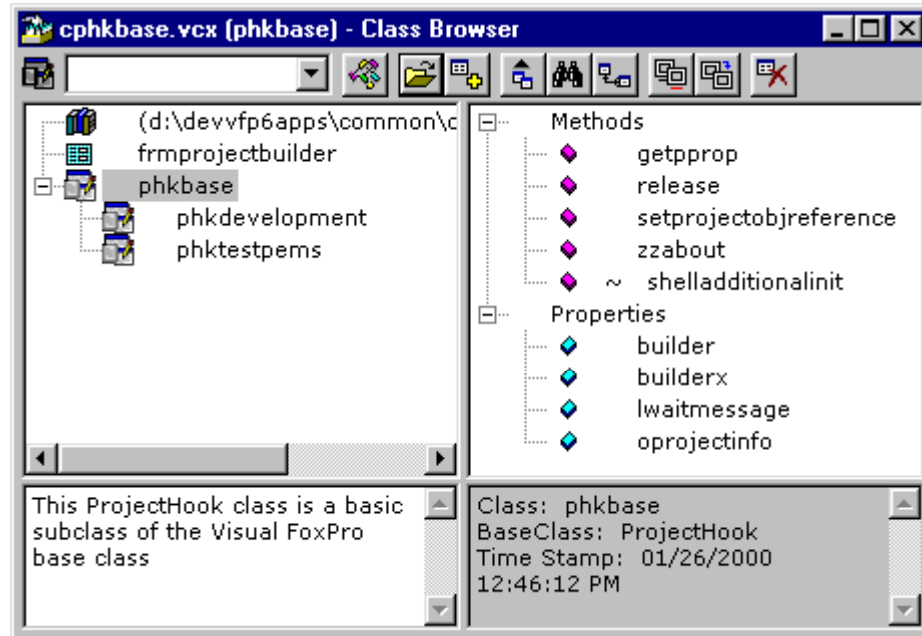 cphkbase.vcx (phkbase) - Class Browser
(d:\devvfp6apps\common\c
frmprojectbuilder
phkbase
phkdevelopment
phktestpems
Methods
getpprop
release
setprojectobjreference
zzabout
~ shelladditionalinit
Properties
builder
builderx
lwaitmessage
oprojectinfo
This ProjectHook class is a basic
subclass of the Visual FoxPro
base class
Class: phkbase
BaseClass: ProjectHook
Time Stamp: 01/26/2000
12:46:12 PM